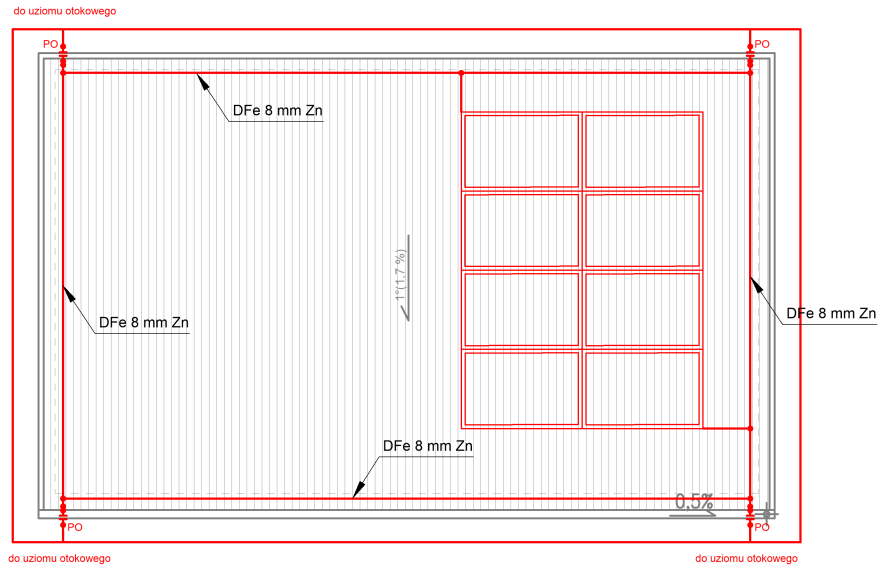 do uziomu otokowego
PO
PO
DFe 8 mm Zn
1°(1,7 %)
DFe 8 mm Zn
DFe 8 mm Zn
DFe 8 mm Zn
0,5%
PO
PO
do uziomu otokowego
do uziomu otokowego